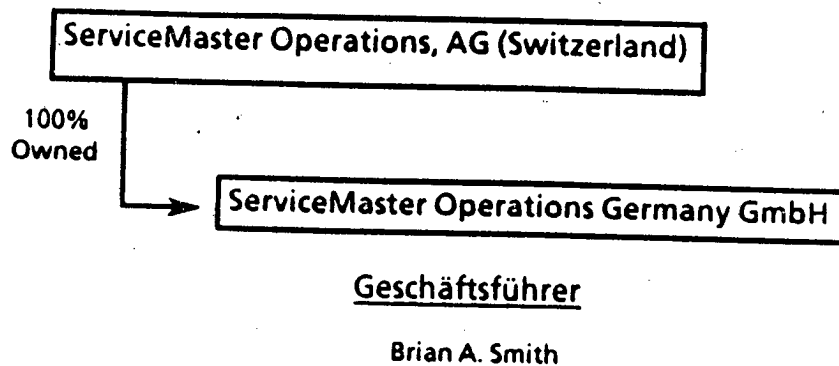 ServiceMaster Operations, AG (Switzerland)
100%
Owned
ServiceMaster Operations Germany GmbH
Geschäftsführer
Brian A. Smith